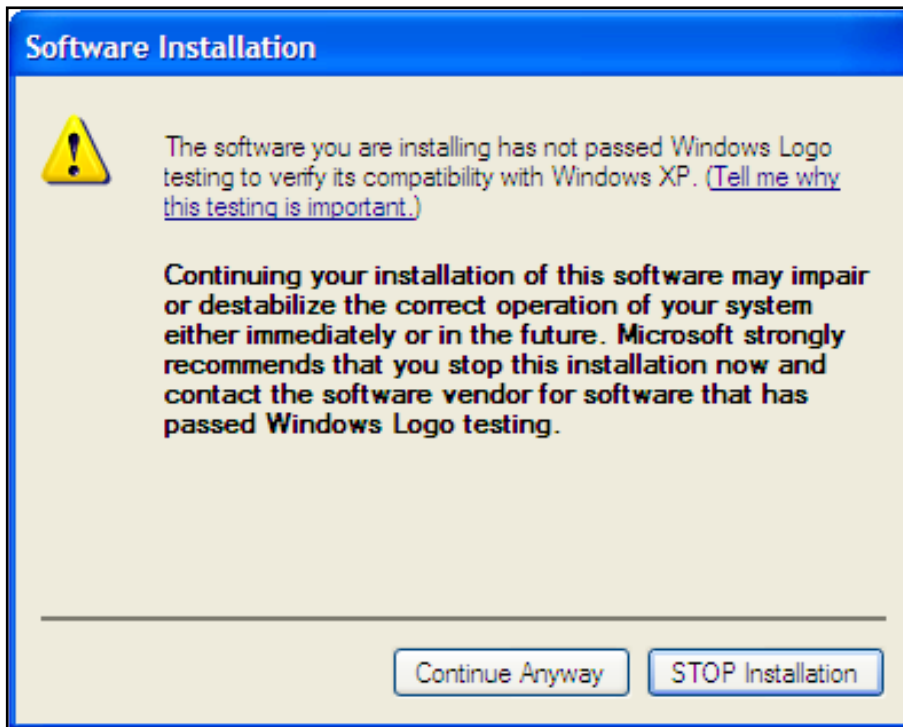 Software Installation
The software you are installing has not passed Windows Logo
testing to verify its compatibility with Windows XP. (Tell me why
this testing is important.)
Continuing your installation of this software may impair
or destabilize the correct operation of your system
either immediately or in the future. Microsoft strongly
recommends that you stop this installation now and
contact the software vendor for software that has
passed Windows Logo testing.
Continue Anyway
STOP Installation